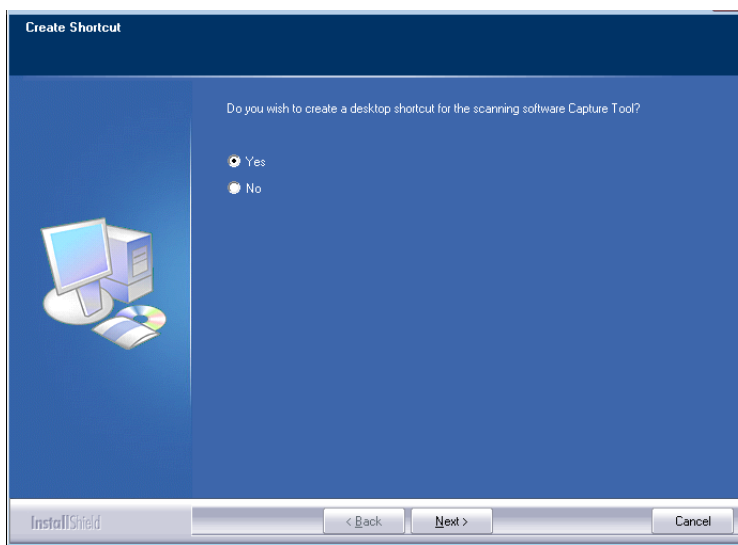 Create Shortcut
Do you wish to create a desktop shortcut for the scanning software Capture Tool?
Yes
No
InstallShield
< Back
Next >
Cancel